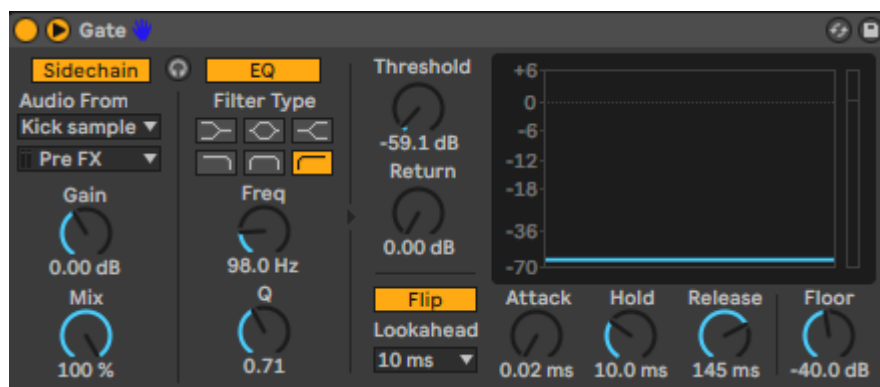 Gate
Sidechain
EQ
Audio From
Kick sample
Pre FX
Gain
0.00 dB
Mix
100 %
Filter Type
Freq
98.0 Hz
Q
0.71
Threshold
-59.1 dB
Return
0.00 dB
Flip
Lookahead
10 ms
+6
0
-6
-12
-18
-36
-70
Attack
0.02 ms
Hold
10.0 ms
Release
145 ms
Floor
-40.0 dB